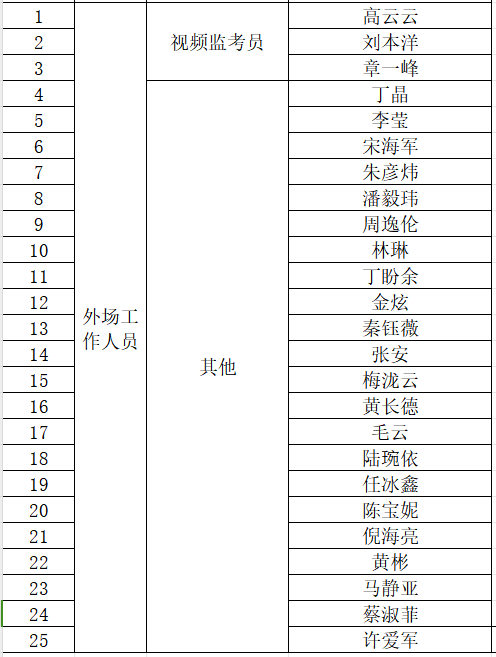 1 高云云
2 视频监考员 刘本洋
3 章一峰
4 丁晶
5 李莹
6 宋海军
7 朱彦炜
8 潘毅玮
9 周逸伦
10 林琳
11 丁盼余
12 金炫
13 外场工作人员 秦钰薇
14 其他 张安
15 梅泷云
16 黄长德
17 毛云
18 陆琬依
19 任冰鑫
20 陈宝妮
21 倪海亮
22 黄彬
23 马静亚
24 蔡淑菲
25 许爱军